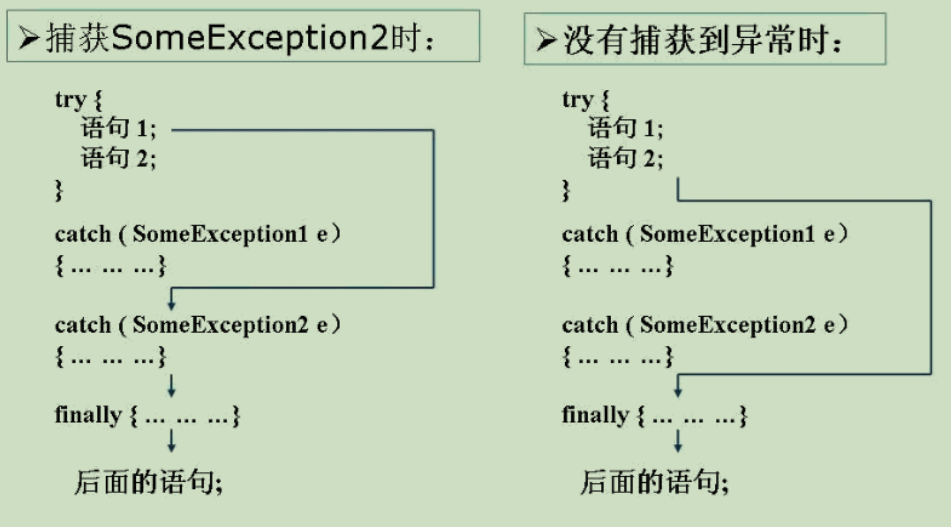 ➢捕获SomeException2时：
try {
语句 1;
语句 2;
}
catch ( SomeException1 e）
{ … … …}
catch ( SomeException2 e）
{ … … …}
finally { … … …}
后面的语句;
➢没有捕获到异常时：
try {
语句 1;
语句 2;
}
catch ( SomeException1 e）
{ … … …}
catch ( SomeException2 e）
{ … … …}
finally { … … …}
后面的语句;